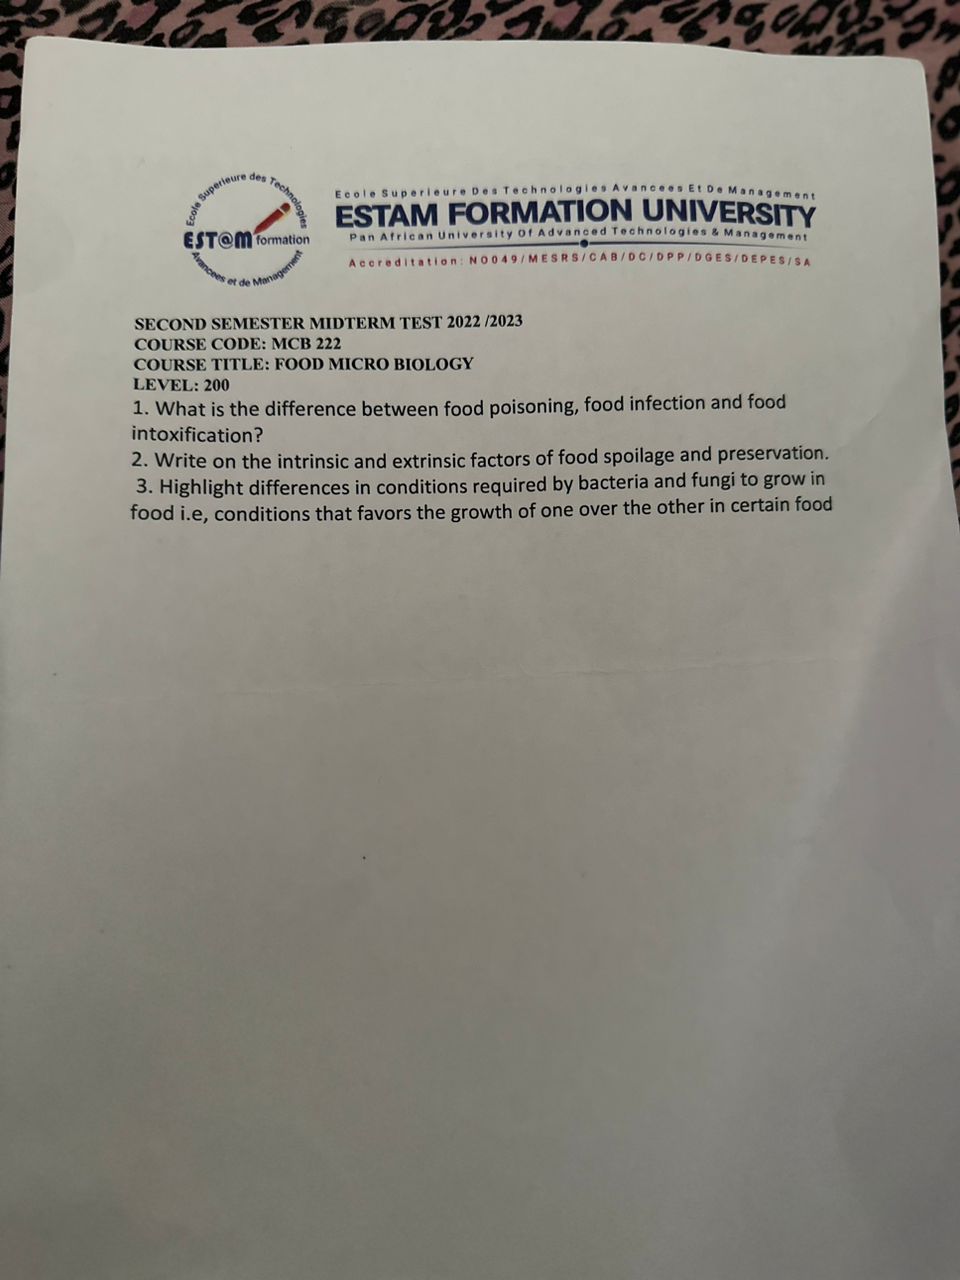 Ecole Superieure des Technologies
EST@M formation
Avancees et de Management
Ecole Superieure Des Technologies Avancees Et De Management
ESTAM FORMATION UNIVERSITY
Pan African University Of Advanced Technologies & Management
Accreditation: N0049/MESRS/CAB/DC/DPP/DGES/DEPES/SA
SECOND SEMESTER MIDTERM TEST 2022 /2023
COURSE CODE: MCB 222
COURSE TITLE: FOOD MICRO BIOLOGY
LEVEL: 200
1. What is the difference between food poisoning, food infection and food
intoxification?
2. Write on the intrinsic and extrinsic factors of food spoilage and preservation.
3. Highlight differences in conditions required by bacteria and fungi to grow in
food i.e, conditions that favors the growth of one over the other in certain food